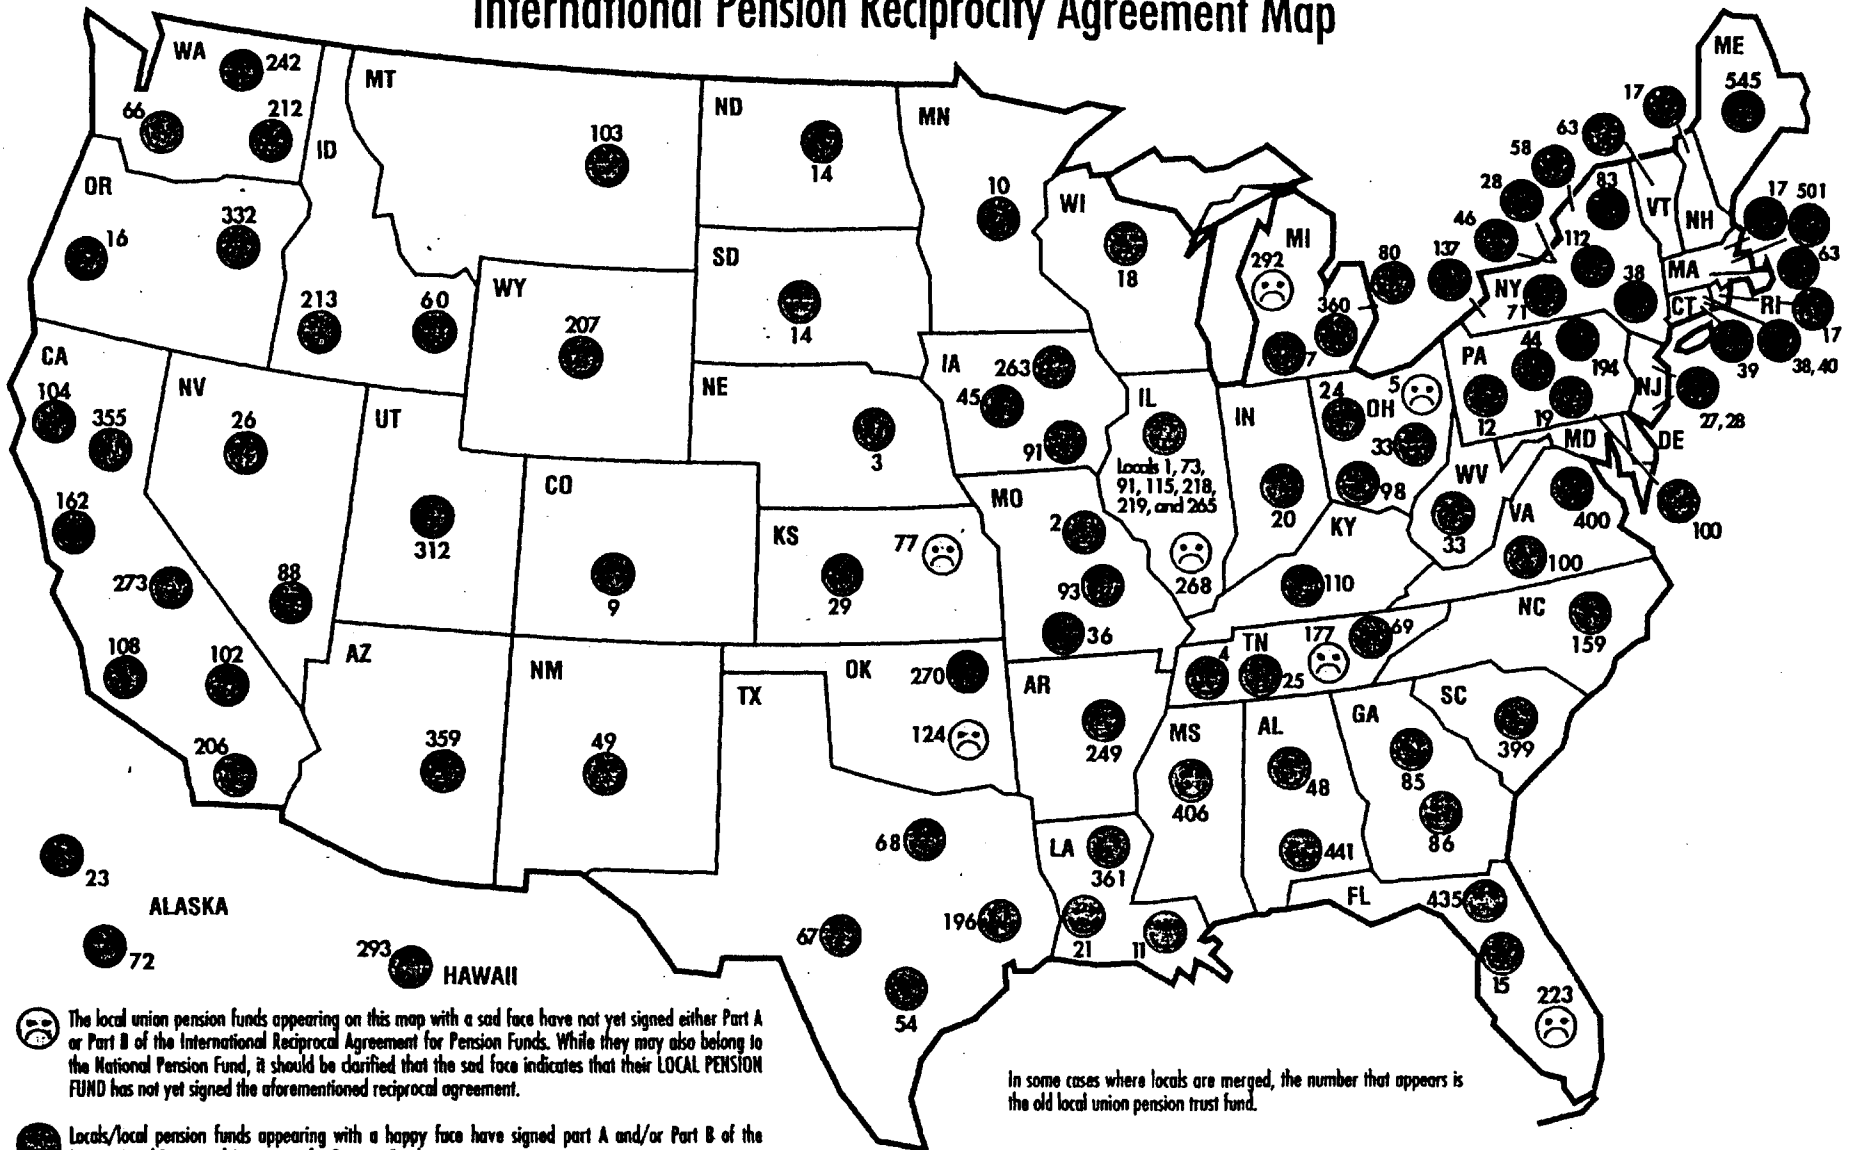 International Pension Reciprocity Agreement Map
WA
242
66
212
ID
MT
103
ND
14
MN
10
OR
16
332
213
60
WY
207
SD
14
WI
18
MI
292
360
7
80
137
46
28
58
63
17
ME
545
83
VT
NH
17
501
63
112
NY
71
38
MA
CT
RI
17
38, 40
39
CA
104
355
162
273
108
102
206
NV
26
88
UT
312
CO
9
NE
3
IA
263
45
91
IL
Locals 1, 73,
91, 115, 218,
219, and 265
268
IN
20
OH
24
5
33
98
PA
44
194
12
19
NJ
27, 28
MD
DE
100
WV
33
VA
400
100
KY
110
KS
77
29
MO
2
93
36
AZ
359
NM
49
TX
68
67
196
54
OK
270
124
AR
249
TN
4
25
177
69
NC
159
SC
399
MS
406
AL
48
441
GA
85
86
LA
361
21
11
FL
435
15
223
23
ALASKA
72
293
HAWAII
The local union pension funds appearing on this map with a sad face have not yet signed either Part A
or Part B of the International Reciprocal Agreement for Pension Funds. While they may also belong to
the National Pension Fund, it should be clarified that the sad face indicates that their LOCAL PENSION
FUND has not yet signed the aforementioned reciprocal agreement.
Locals/local pension funds appearing with a happy face have signed part A and/or Part B of the
In some cases where locals are merged, the number that appears is
the old local union pension trust fund.